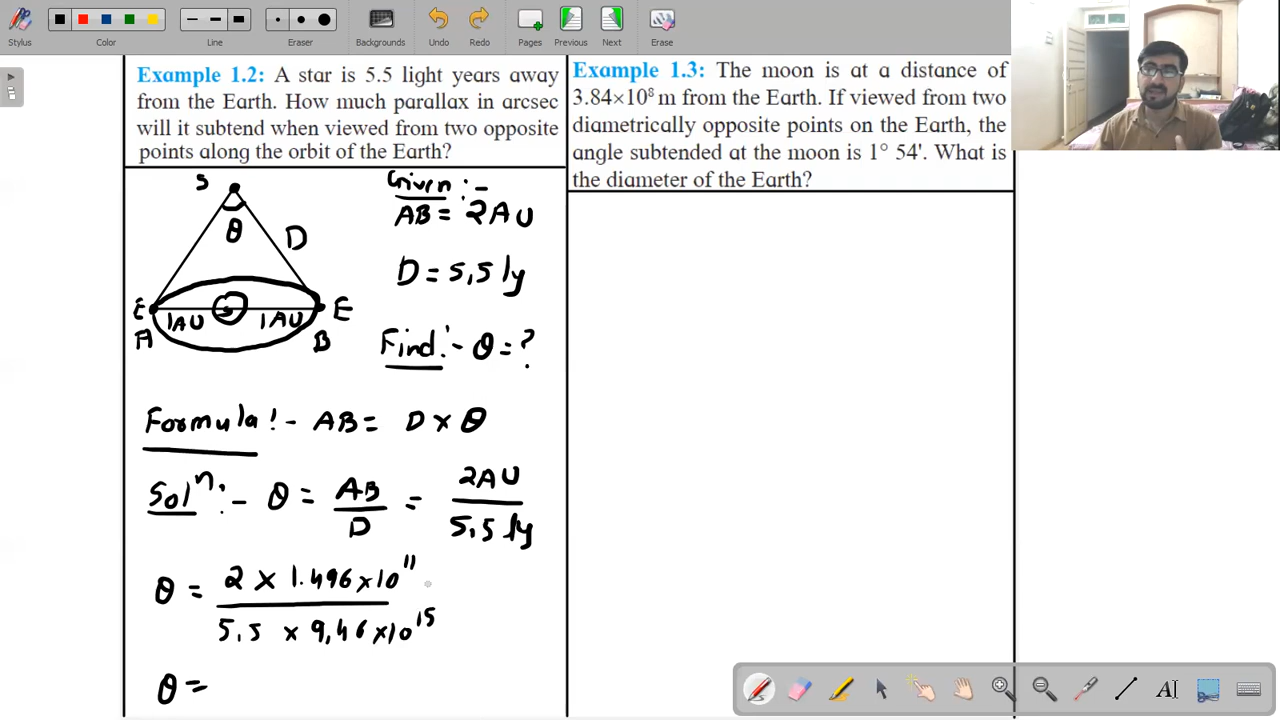 Stylus
Color
Line
Eraser
Backgrounds
Undo
Redo
Pages
Previous
Next
Erase
Example 1.2: A star is 5.5 light years away
from the Earth. How much parallax in arcsec
will it subtend when viewed from two opposite
points along the orbit of the Earth?
S
θ
D
E
1AU
S
1AU
E
A
B
Given :-
AB = 2AU
D = 5.5 ly
Find :- θ = ?
Formula :- AB = D × θ
Solⁿ :- θ = AB / D = 2AU / 5.5 ly
θ = 2 × 1.496 × 10¹¹ / 5.5 × 9.46 × 10¹⁵
θ =
Example 1.3: The moon is at a distance of
3.84×10⁸ m from the Earth. If viewed from two
diametrically opposite points on the Earth, the
angle subtended at the moon is 1° 54'. What is
the diameter of the Earth?
AI